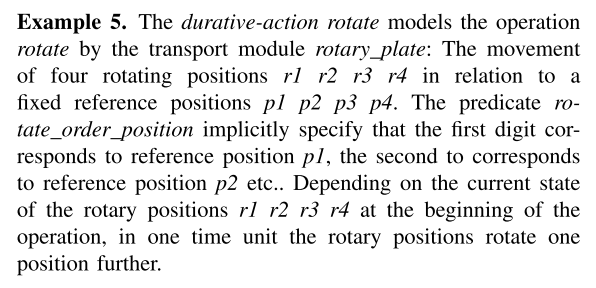 Example 5. The durative-action rotate models the operation
rotate by the transport module rotary_plate: The movement
of four rotating positions r1 r2 r3 r4 in relation to a
fixed reference positions p1 p2 p3 p4. The predicate ro-
tate_order_position implicitly specify that the first digit cor-
responds to reference position p1, the second to corresponds
to reference position p2 etc.. Depending on the current state
of the rotary positions r1 r2 r3 r4 at the beginning of the
operation, in one time unit the rotary positions rotate one
position further.